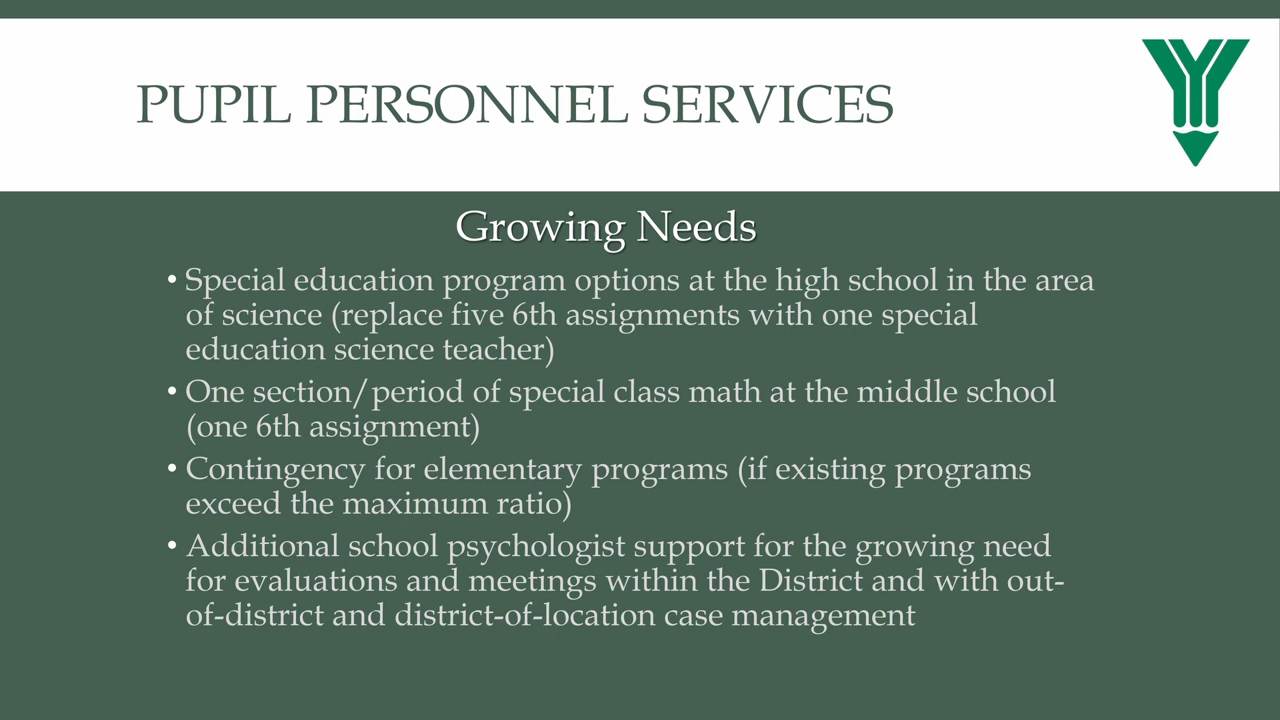 PUPIL PERSONNEL SERVICES
Growing Needs
• Special education program options at the high school in the area
of science (replace five 6th assignments with one special
education science teacher)
• One section/period of special class math at the middle school
(one 6th assignment)
• Contingency for elementary programs (if existing programs
exceed the maximum ratio)
• Additional school psychologist support for the growing need
for evaluations and meetings within the District and with out-
of-district and district-of-location case management